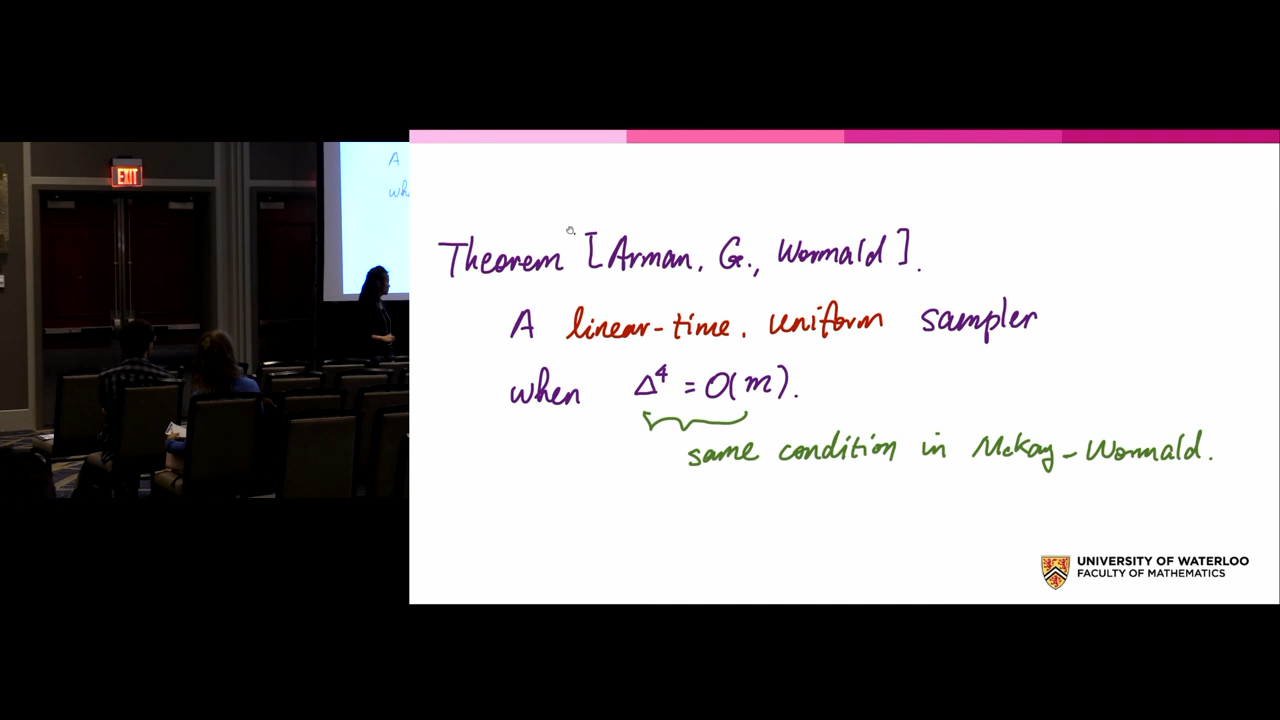 EXIT
A
wh
Theorem [Arman, G., Wormald].
A linear-time, uniform sampler
when Δ⁴ = O(m).
same condition in McKay-Wormald.
UNIVERSITY OF WATERLOO
FACULTY OF MATHEMATICS